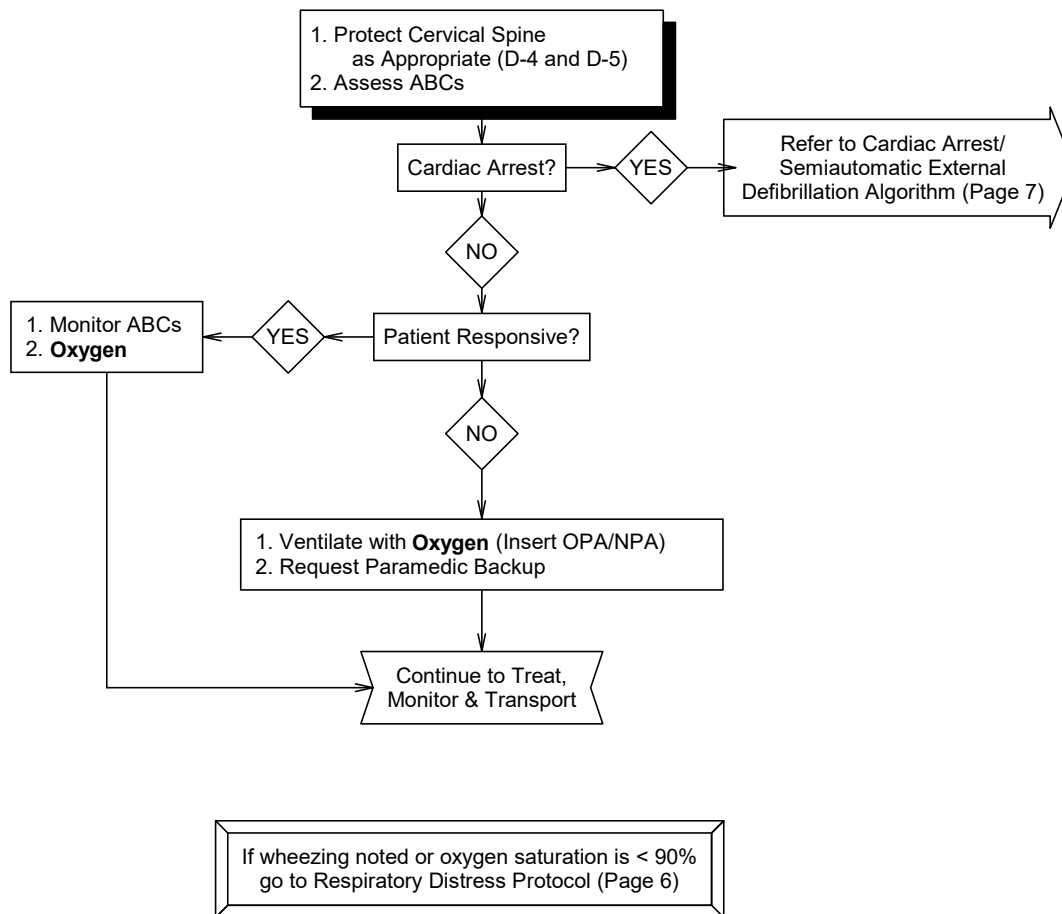 1. Protect Cervical Spine
as Appropriate (D-4 and D-5)
2. Assess ABCs
Cardiac Arrest?
YES
Refer to Cardiac Arrest/
Semiautomatic External
Defibrillation Algorithm (Page 7)
NO
Patient Responsive?
YES
1. Monitor ABCs
2. Oxygen
NO
1. Ventilate with Oxygen (Insert OPA/NPA)
2. Request Paramedic Backup
Continue to Treat,
Monitor & Transport
If wheezing noted or oxygen saturation is < 90%
go to Respiratory Distress Protocol (Page 6)